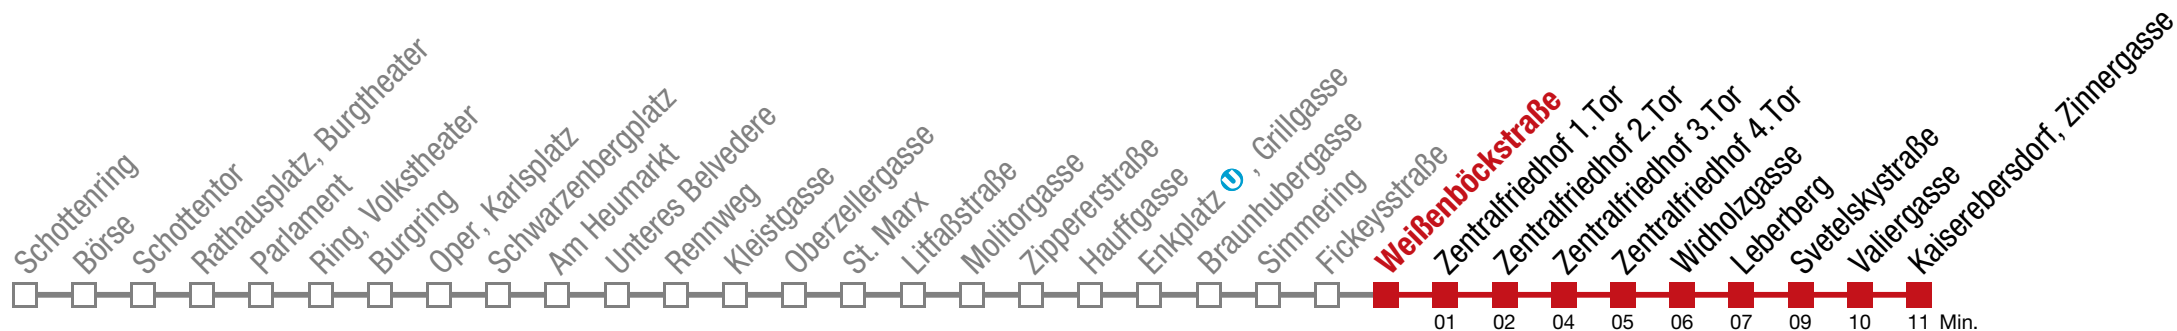 Schottenring
Börse
Schottentor
Rathausplatz, Burgtheater
Parlament
Ring, Volkstheater
Burgring
Oper, Karlsplatz
Schwarzenbergplatz
Am Heumarkt
Unteres Belvedere
Rennweg
Kleistgasse
Oberzellergasse
St. Marx
Litfaßstraße
Molitorgasse
Zippererstraße
Hauffgasse
Enkplatz U, Grillgasse
Braunhubergasse
Simmering
Fickeysstraße
Weißenböckstraße
Zentralfriedhof 1.Tor
Zentralfriedhof 2.Tor
Zentralfriedhof 3.Tor
Zentralfriedhof 4.Tor
Widholzgasse
Leberberg
Svetelskystraße
Valiergasse
Kaiserebersdorf, Zinnergasse
01 02 04 05 06 07 09 10 11 Min.